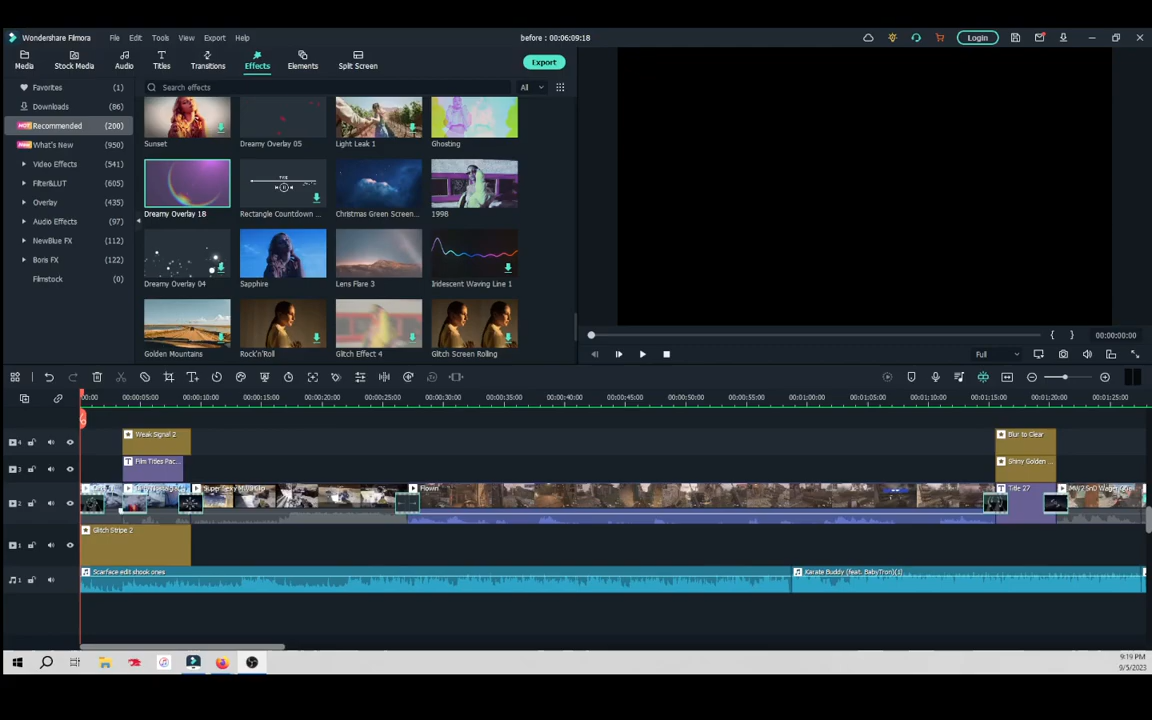 Wondershare Filmora File Edit Tools View Export Help before : 00:06:09:18 Login
Media Stock Media Audio Titles Transitions Effects Elements Split Screen Export
Favorites (1)
Downloads (86)
HOT Recommended (200)
New What's New (950)
Video Effects (541)
Filter&LUT (605)
Overlay (435)
Audio Effects (97)
NewBlue FX (112)
Boris FX (122)
Filmstock (0)
Search effects All
Sunset Dreamy Overlay 05 Light Leak 1 Ghosting
Dreamy Overlay 18 Rectangle Countdown ... Christmas Green Screen... 1998
Dreamy Overlay 04 Sapphire Lens Flare 3 Iridescent Waving Line 1
Golden Mountains Rock'n'Roll Glitch Effect 4 Glitch Screen Rolling
{ } 00:00:00:00
Full
00:00 00:00:05:00 00:00:10:00 00:00:15:00 00:00:20:00 00:00:25:00 00:00:30:00 00:00:35:00 00:00:40:00 00:00:45:00 00:00:50:00 00:00:55:00 00:01:00:00 00:01:05:00 00:01:10:00 00:01:15:00 00:01:20:00 00:01:25:00
4 Weak Signal 2 Blur to Clear
3 Film Titles Pac... Shiny Golden ...
2 Flowin Title 27
1 Glitch Stripe 2
1 Scarface edit shook ones Karate Buddy (feat. BabyTron)(1)
9:19 PM
9/5/2023